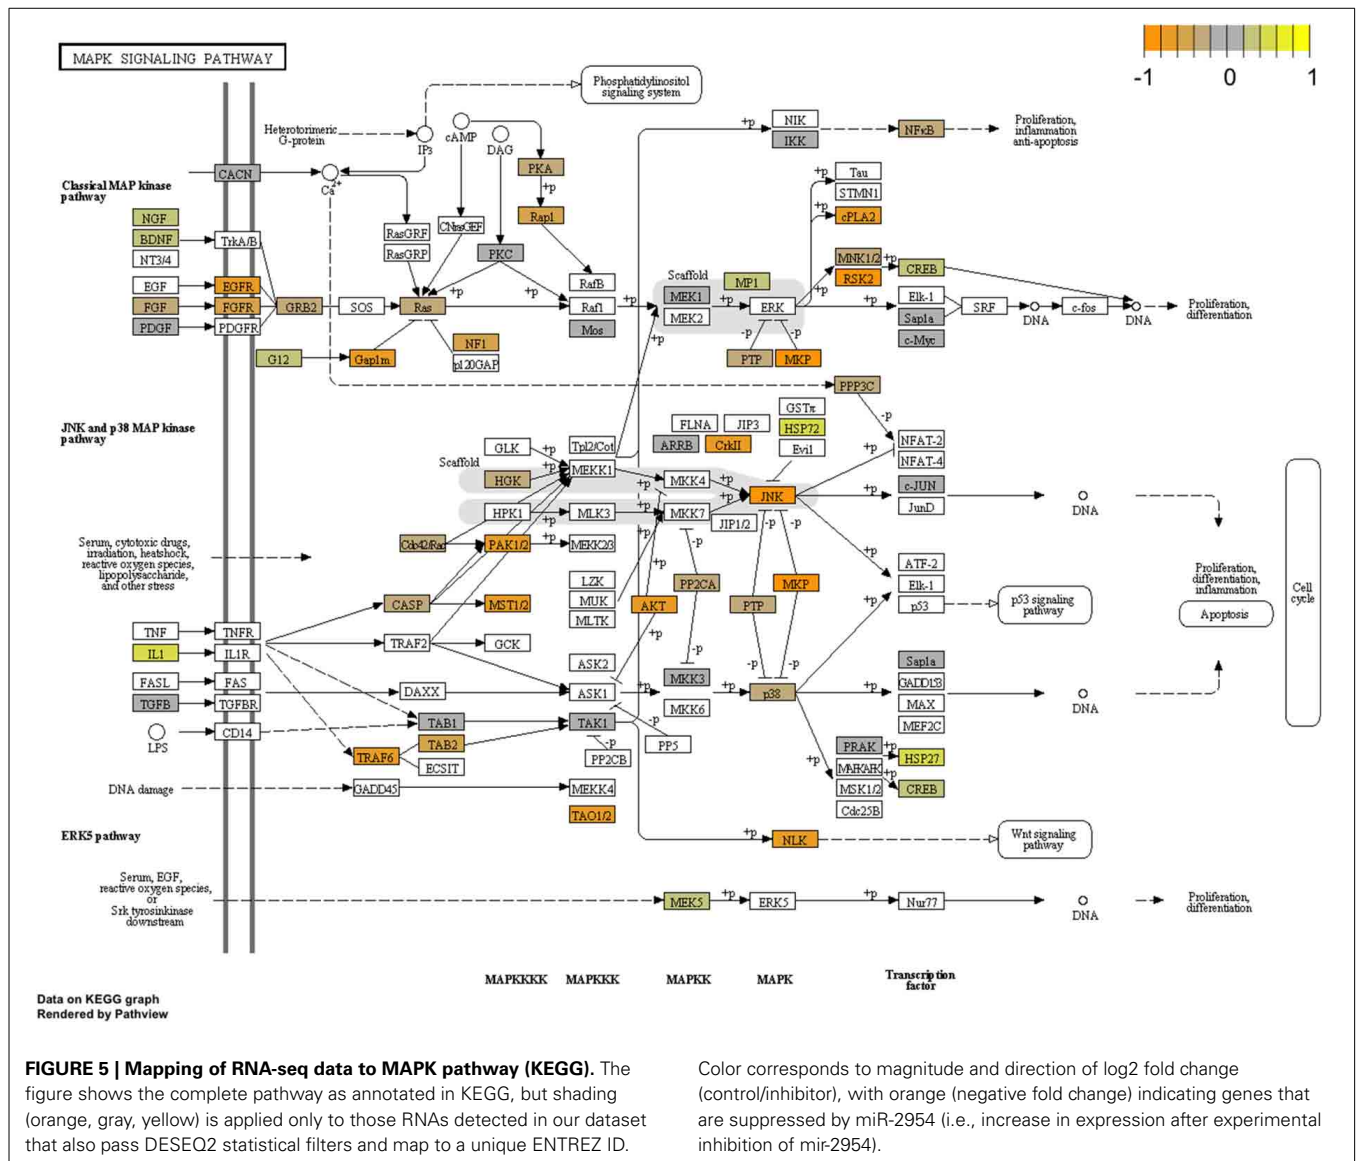 MAPK SIGNALING PATHWAY
-1 0 1
Phosphatidylinositol
signaling system
Heterotorimeric
G-protein
IP3
cAMP
DAG
Ca2+
CACN
PKA
+p
Rap1
Classical MAP kinase
pathway
NGF
BDNF
NT3/4
TrkA/B
EGF
EGFR
FGF
FGFR
PDGF
PDGFR
GRB2
SOS
G12
Gap1m
RasGRF
RasGRP
CNrasGEF
PKC
Ras
+p
+p
NF1
p120GAP
RafB
Raf1
Mos
+p
Scaffold
MEK1
MEK2
MP1
+p
ERK
-p
-p
PTP
MKP
+p
NIK
IKK
NFκB
Proliferation,
inflammation
anti-apoptosis
+p
Tau
STMN1
+p
cPLA2
+p
MNK1/2
RSK2
+p
CREB
+p
Elk-1
Sap1a
c-Myc
SRF
DNA
c-fos
DNA
Proliferation,
differentiation
PPP3C
-p
JNK and p38 MAP kinase
pathway
+p
GLK
Scaffold
HGK
HPK1
+p
+p
+p
Tpl2/Cot
MEKK1
MLK3
MEKK2/3
Cdc42/Rac
PAK1/2
+p
FLNA
JIP3
ARRB
CrkII
GSTπ
HSP72
Evi1
+p
+p
+p
MKK4
MKK7
+p
+p
JIP1/2
JNK
NFAT-2
NFAT-4
c-JUN
JunD
+p
+p
DNA
Serum, cytotoxic drugs,
irradiation, heatshock,
reactive oxygen species,
lipopolysaccharide,
and other stress
LZK
MUK
MLTK
-p
-p
-p
AKT
PP2CA
PTP
MKP
ATF-2
Elk-1
p53
p53 signaling
pathway
Proliferation,
differentiation,
inflammation
Apoptosis
Cell
cycle
CASP
MST1/2
TNF
TNFR
IL1
IL1R
FASL
FAS
TGFB
TGFBR
LPS
CD14
TRAF2
GCK
DAXX
ASK2
ASK1
+p
+p
MKK3
MKK6
-p
+p
-p
-p
p38
+p
+p
Sap1a
GADD153
MAX
MEF2C
DNA
TAB1
TAK1
TAB2
TRAF6
ECSIT
-p
PP2CB
-p
PP5
+p
PRAK
MAPKAPK
MSK1/2
Cdc25B
+p
HSP27
+p
CREB
DNA damage
GADD45
MEKK4
TAO1/2
ERK5 pathway
+p
NLK
Wnt signaling
pathway
Serum, EGF,
reactive oxygen species,
or
Srk tyrosinkinase
downstream
MEK5
+p
ERK5
+p
Nur77
DNA
Proliferation,
differentiation
MAPKKKK MAPKKK MAPKK MAPK Transcription
factor
Data on KEGG graph
Rendered by Pathview
FIGURE 5 | Mapping of RNA-seq data to MAPK pathway (KEGG). The
figure shows the complete pathway as annotated in KEGG, but shading
(orange, gray, yellow) is applied only to those RNAs detected in our dataset
that also pass DESEQ2 statistical filters and map to a unique ENTREZ ID.
Color corresponds to magnitude and direction of log2 fold change
(control/inhibitor), with orange (negative fold change) indicating genes that
are suppressed by miR-2954 (i.e., increase in expression after experimental
inhibition of mir-2954).